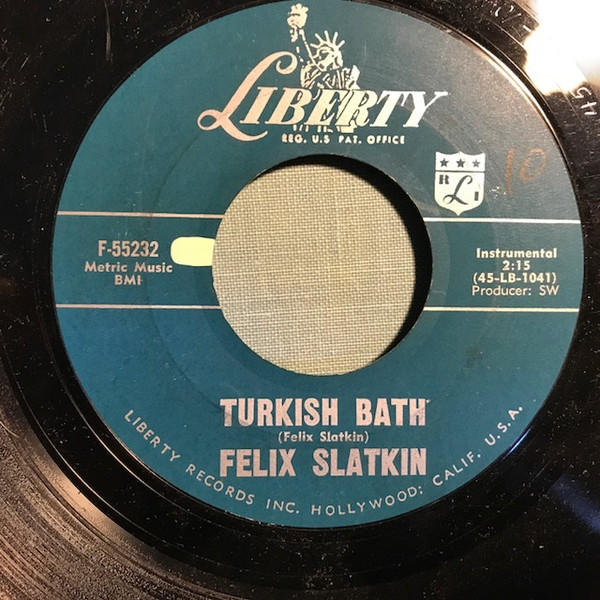 LIBERTY
REG. U.S. PAT. OFFICE
R L I
10
45
F-55232
Metric Music
BMI
Instrumental
2:15
(45-LB-1041)
Producer: SW
TURKISH BATH
(Felix Slatkin)
FELIX SLATKIN
LIBERTY RECORDS INC. HOLLYWOOD: CALIF. U.S.A.